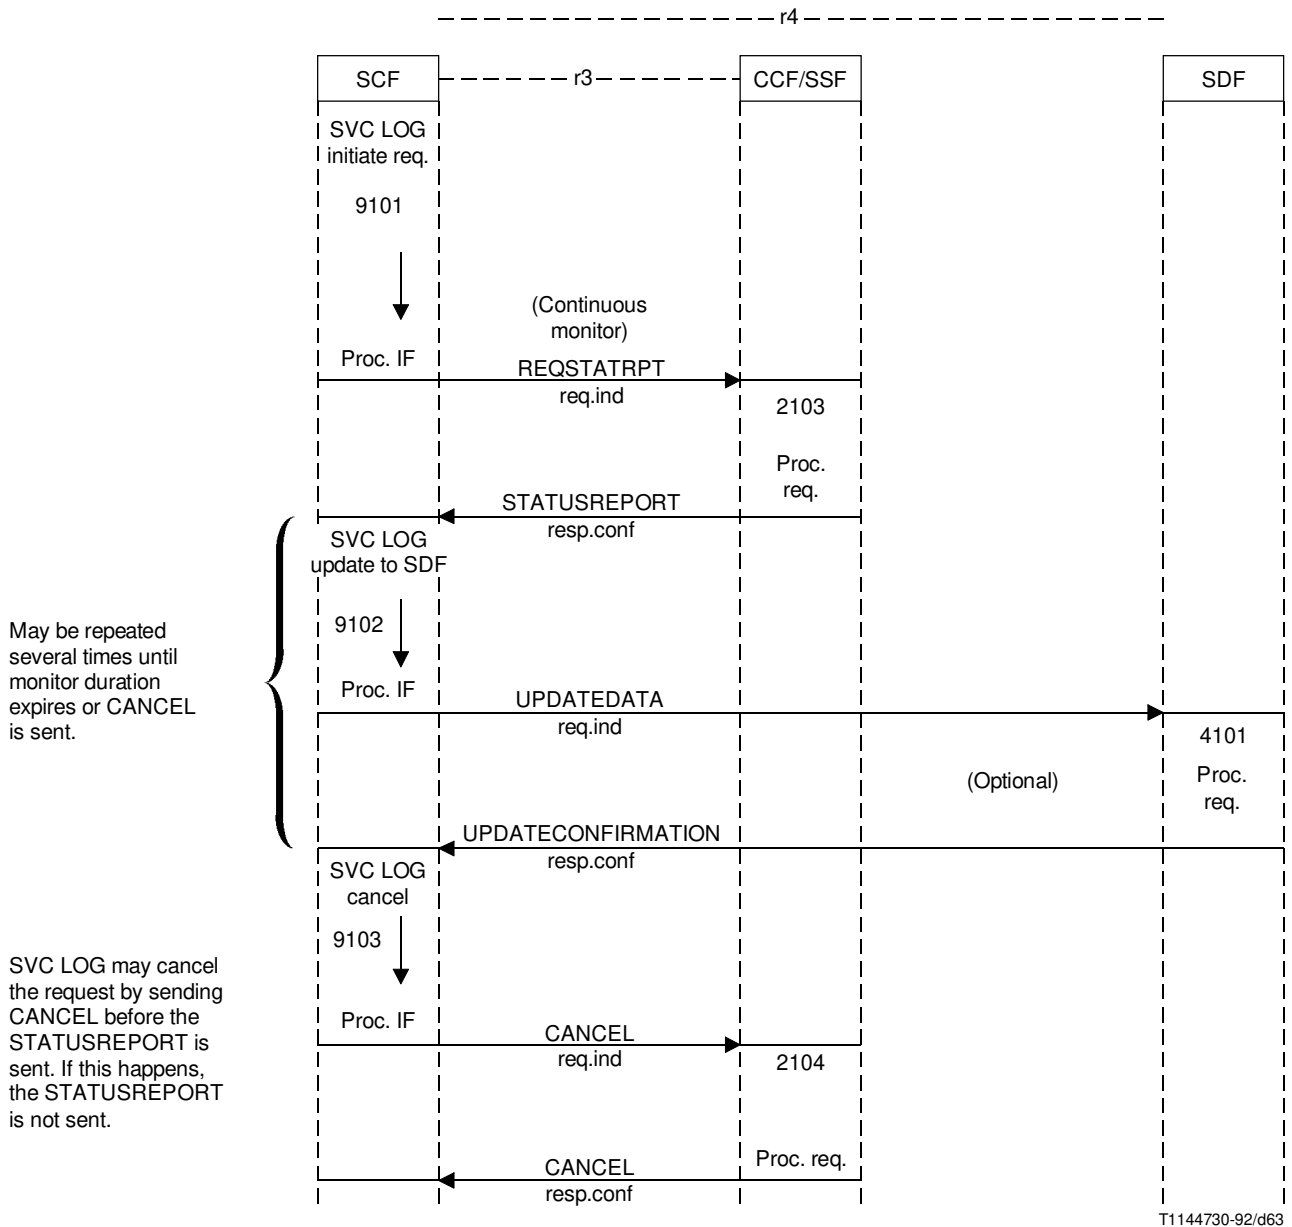 r4
SCF
r3
CCF/SSF
SDF
SVC LOG
initiate req.
9101
(Continuous
monitor)
Proc. IF
REQSTATRPT
req.ind
2103
Proc.
req.
STATUSREPORT
resp.conf
SVC LOG
update to SDF
May be repeated
several times until
monitor duration
expires or CANCEL
is sent.
9102
Proc. IF
UPDATEDATA
req.ind
4101
Proc.
req.
(Optional)
UPDATECONFIRMATION
resp.conf
SVC LOG
cancel
9103
SVC LOG may cancel
the request by sending
CANCEL before the
STATUSREPORT is
sent. If this happens,
the STATUSREPORT
is not sent.
Proc. IF
CANCEL
req.ind
2104
Proc. req.
CANCEL
resp.conf
T1144730-92/d63